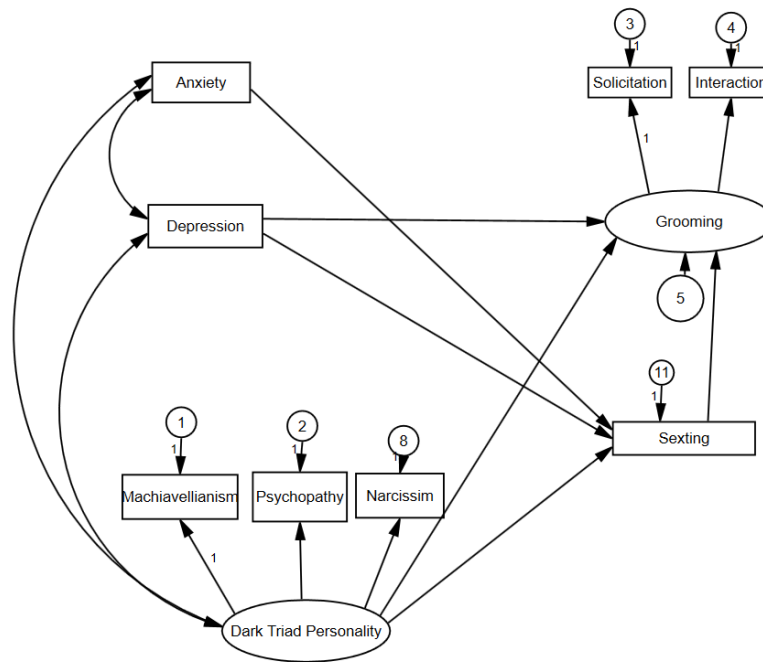 3
4
1
1
Anxiety
Solicitation
Interaction
1
Depression
Grooming
5
11
1
1
2
8
Sexting
1
1
1
Machiavellianism
Psychopathy
Narcissim
1
Dark Triad Personality